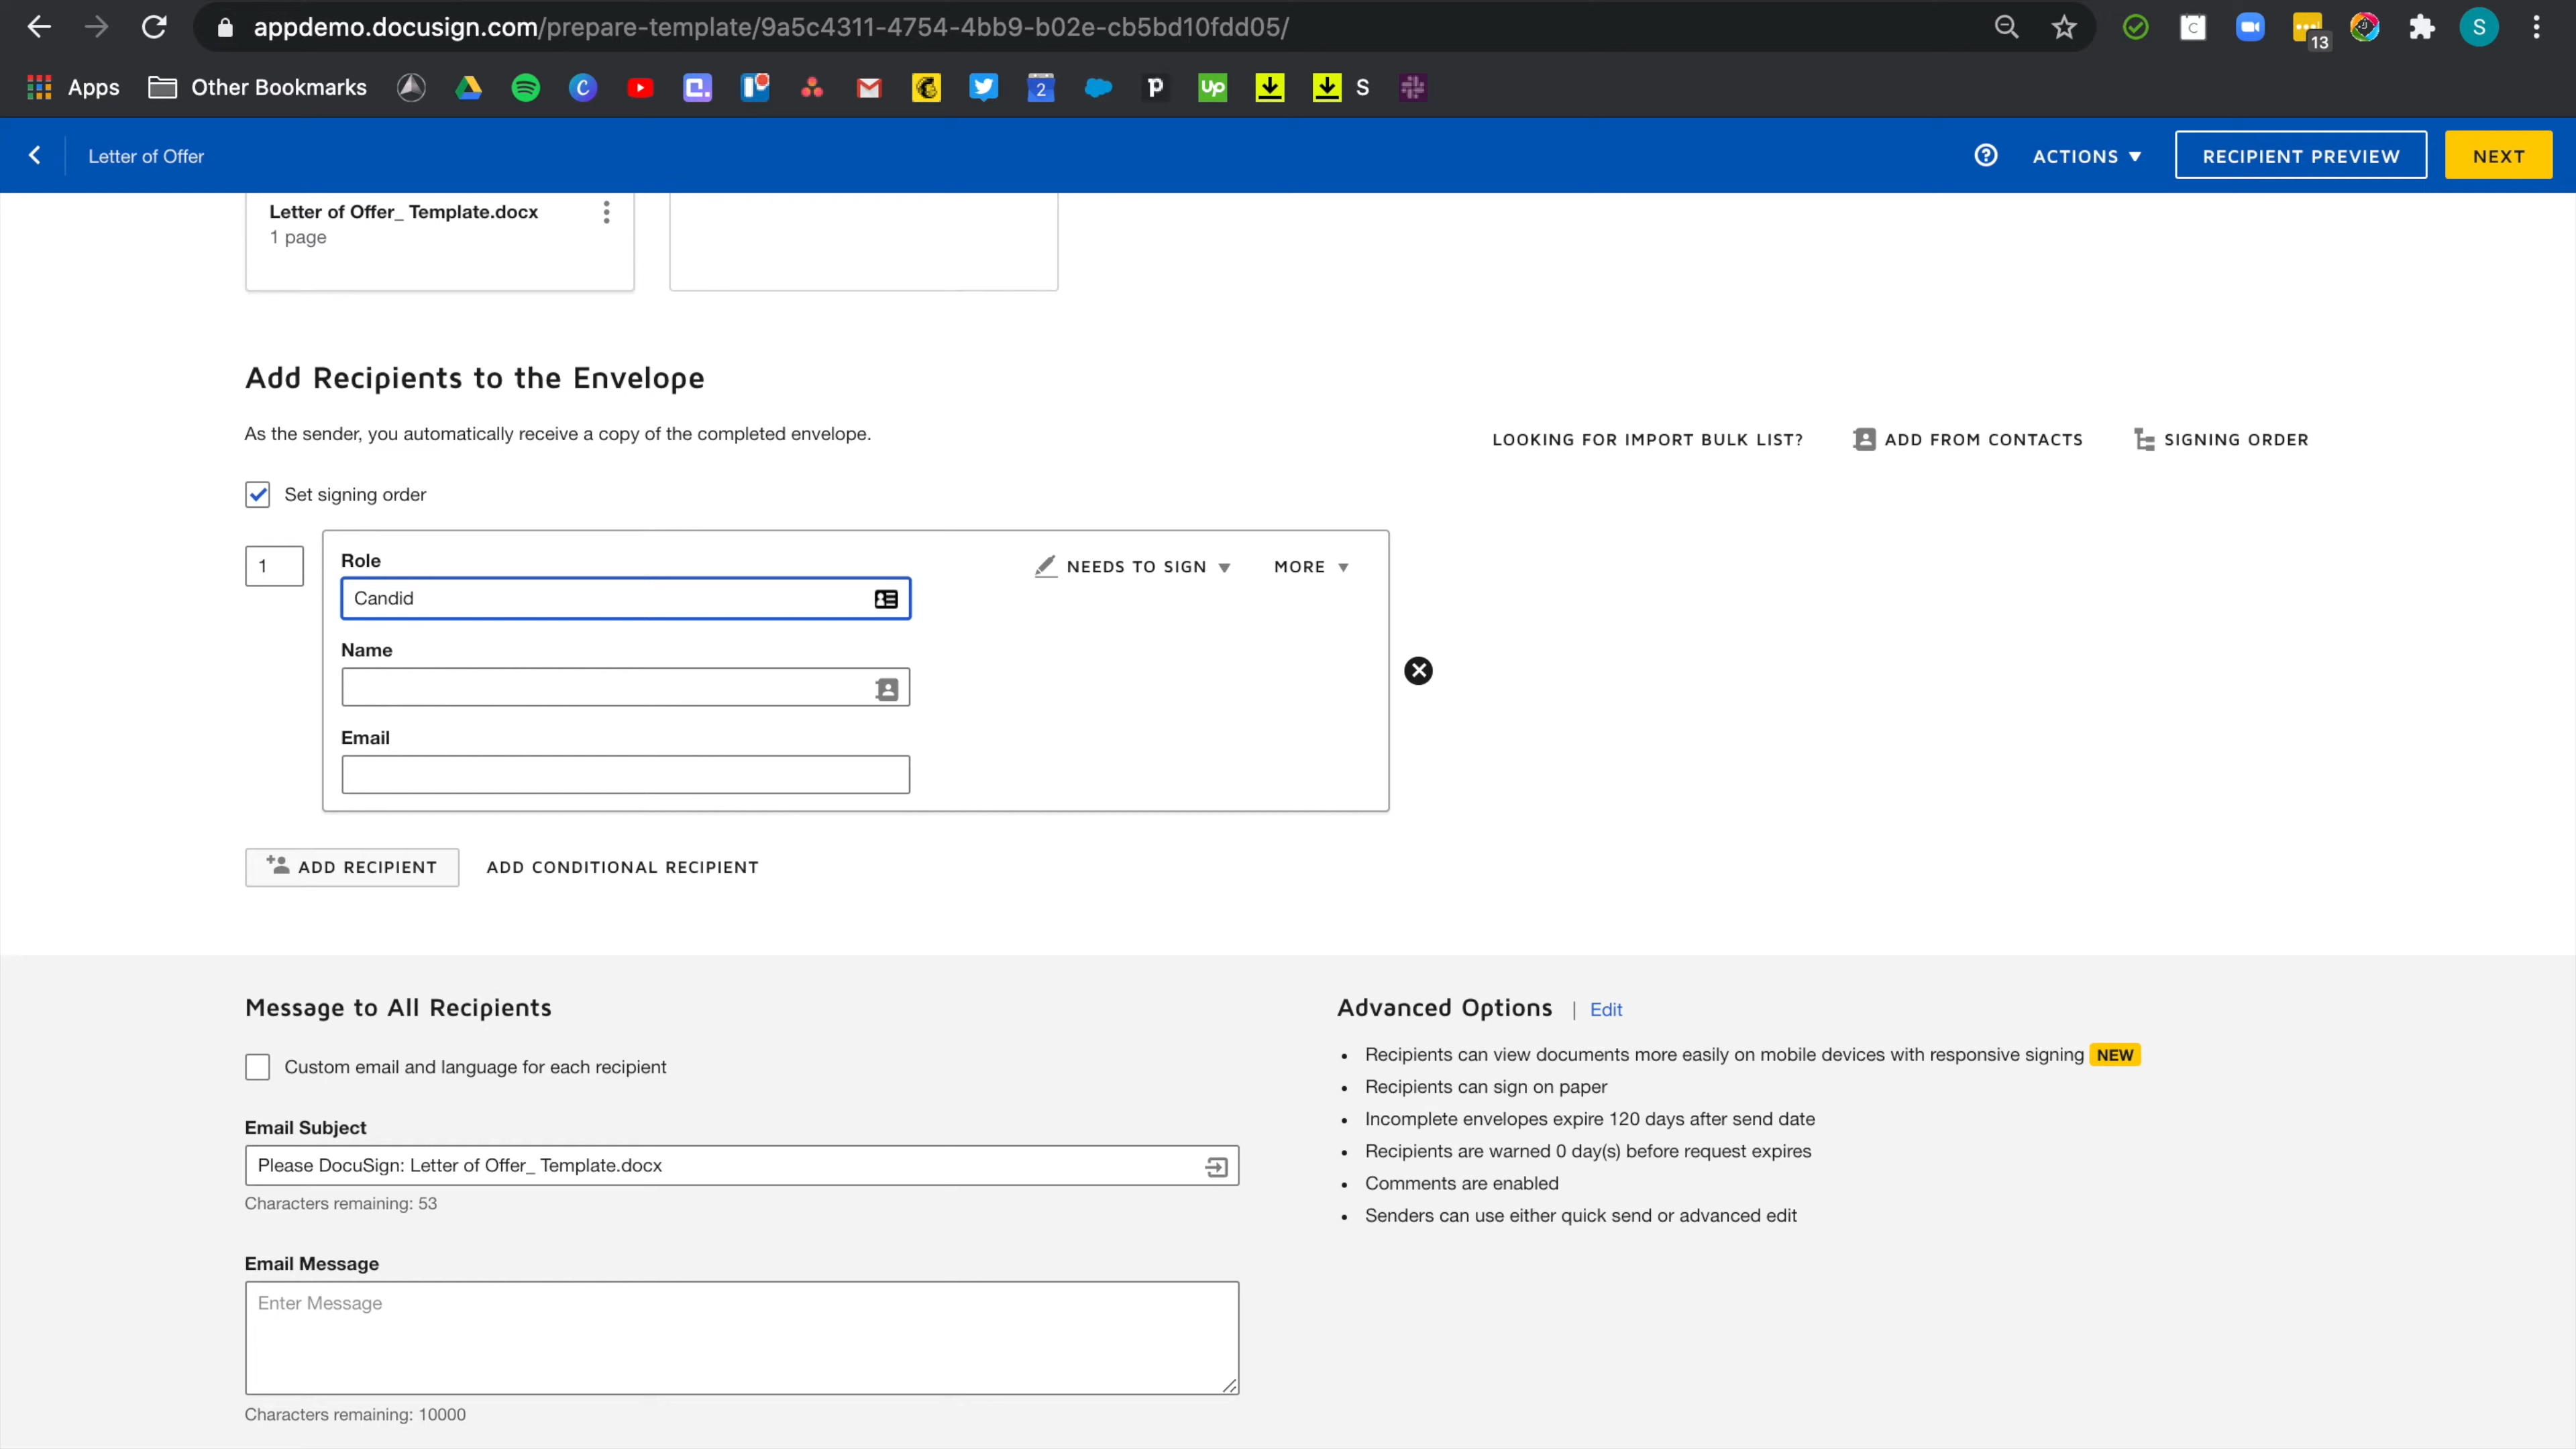 appdemo.docusign.com/prepare-template/9a5c4311-4754-4bb9-b02e-cb5bd10fdd05/
13
S
Apps
Other Bookmarks
2
up
S
Letter of Offer
ACTIONS
RECIPIENT PREVIEW
NEXT
Letter of Offer_ Template.docx
1 page
Add Recipients to the Envelope
As the sender, you automatically receive a copy of the completed envelope.
LOOKING FOR IMPORT BULK LIST?
ADD FROM CONTACTS
SIGNING ORDER
Set signing order
1
Role
NEEDS TO SIGN
MORE
Candid
Name
Email
ADD RECIPIENT
ADD CONDITIONAL RECIPIENT
Message to All Recipients
Custom email and language for each recipient
Email Subject
Please DocuSign: Letter of Offer_ Template.docx
Characters remaining: 53
Email Message
Enter Message
Characters remaining: 10000
Advanced Options | Edit
• Recipients can view documents more easily on mobile devices with responsive signing NEW
• Recipients can sign on paper
• Incomplete envelopes expire 120 days after send date
• Recipients are warned 0 day(s) before request expires
• Comments are enabled
• Senders can use either quick send or advanced edit